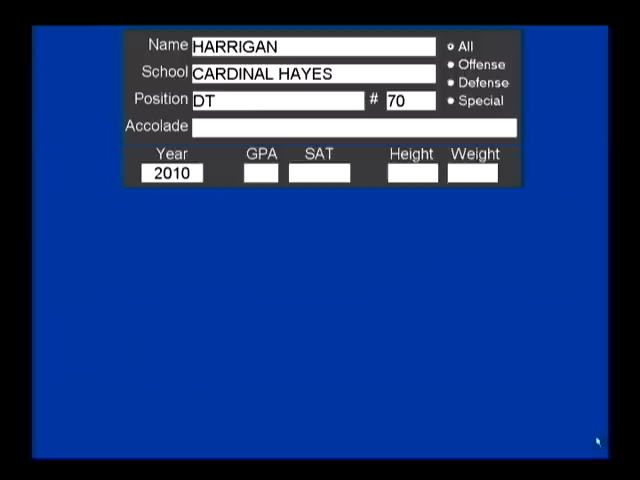 Name HARRIGAN
All
School CARDINAL HAYES
Offense
Defense
Position DT # 70
Special
Accolade
Year GPA SAT Height Weight
2010